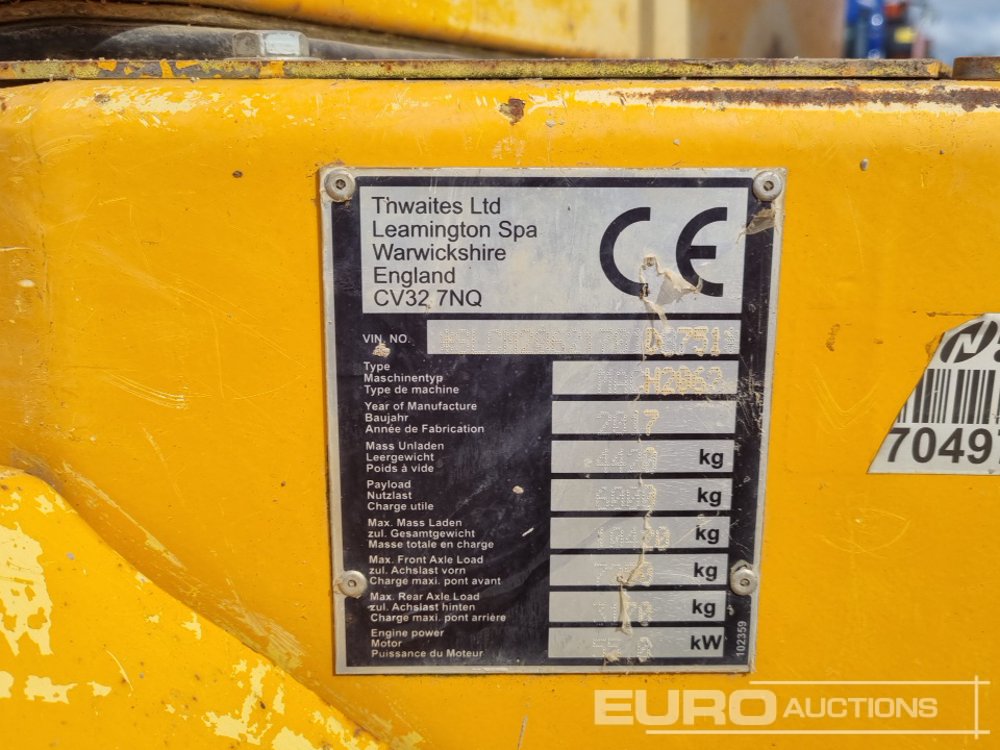 Thwaites Ltd
Leamington Spa
Warwickshire
England
CV32 7NQ
CE
VIN. NO.
Type
Maschinentyp
Type de machine
H2062
Year of Manufacture
Baujahr
Année de Fabrication
2017
Mass Unladen
Leergewicht
Poids à vide
4420 kg
Payload
Nutzlast
Charge utile
kg
Max. Mass Laden
zul. Gesamtgewicht
Masse totale en charge
kg
Max. Front Axle Load
zul. Achslast vorn
Charge maxi. pont avant
kg
Max. Rear Axle Load
zul. Achslast hinten
Charge maxi. pont arrière
kg
Engine power
Motor
Puissance du Moteur
kW
102359
70497
EURO AUCTIONS